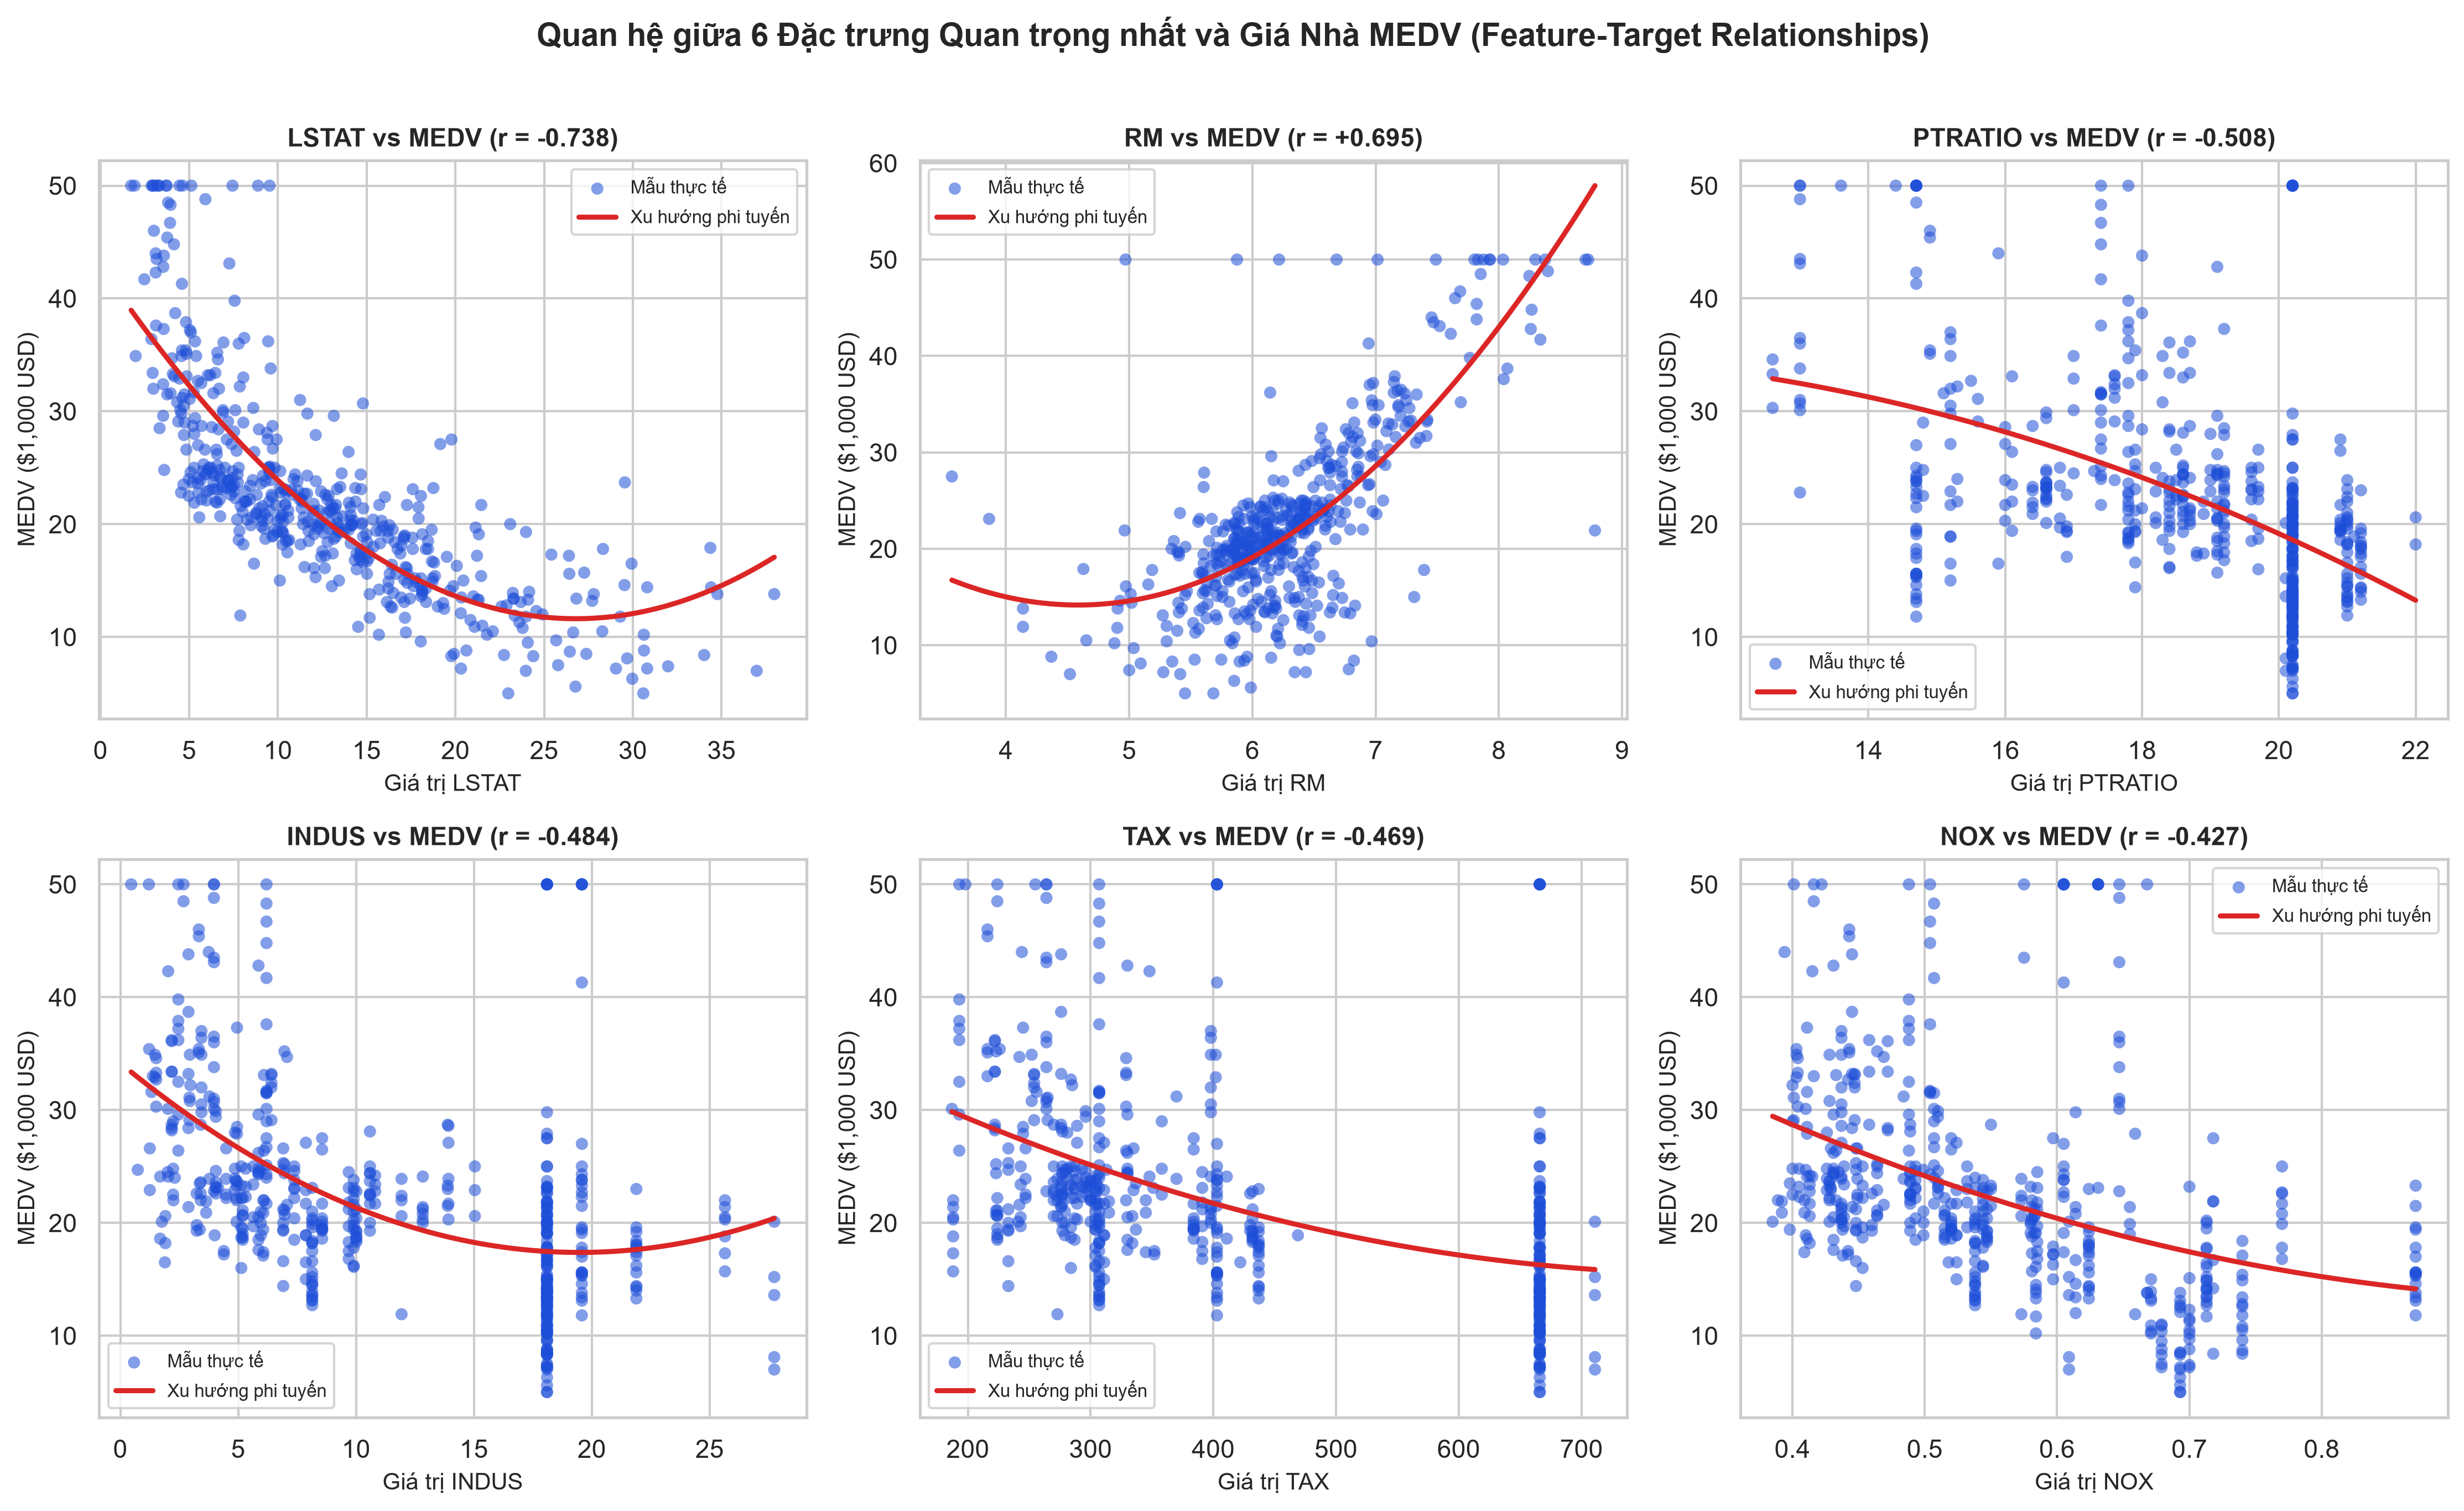 Quan hệ giữa 6 Đặc trưng Quan trọng nhất và Giá Nhà MEDV (Feature-Target Relationships)
LSTAT vs MEDV (r = -0.738)
50
40
30
20
10
MEDV ($1,000 USD)
Mẫu thực tế
Xu hướng phi tuyến
0 5 10 15 20 25 30 35
Giá trị LSTAT
RM vs MEDV (r = +0.695)
60
50
40
30
20
10
MEDV ($1,000 USD)
Mẫu thực tế
Xu hướng phi tuyến
4 5 6 7 8 9
Giá trị RM
PTRATIO vs MEDV (r = -0.508)
50
40
30
20
10
MEDV ($1,000 USD)
Mẫu thực tế
Xu hướng phi tuyến
14 16 18 20 22
Giá trị PTRATIO
INDUS vs MEDV (r = -0.484)
50
40
30
20
10
MEDV ($1,000 USD)
Mẫu thực tế
Xu hướng phi tuyến
0 5 10 15 20 25
Giá trị INDUS
TAX vs MEDV (r = -0.469)
50
40
30
20
10
MEDV ($1,000 USD)
Mẫu thực tế
Xu hướng phi tuyến
200 300 400 500 600 700
Giá trị TAX
NOX vs MEDV (r = -0.427)
50
40
30
20
10
MEDV ($1,000 USD)
Mẫu thực tế
Xu hướng phi tuyến
0.4 0.5 0.6 0.7 0.8
Giá trị NOX